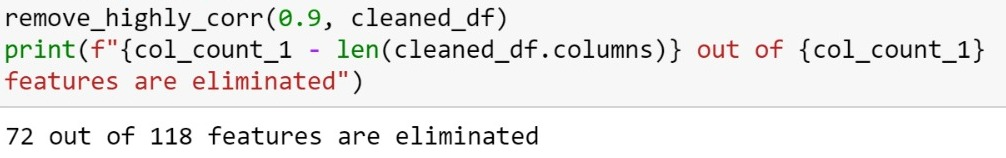 remove_highly_corr(0.9, cleaned_df)
print(f"{col_count_1 - len(cleaned_df.columns)} out of {col_count_1}
features are eliminated")
72 out of 118 features are eliminated